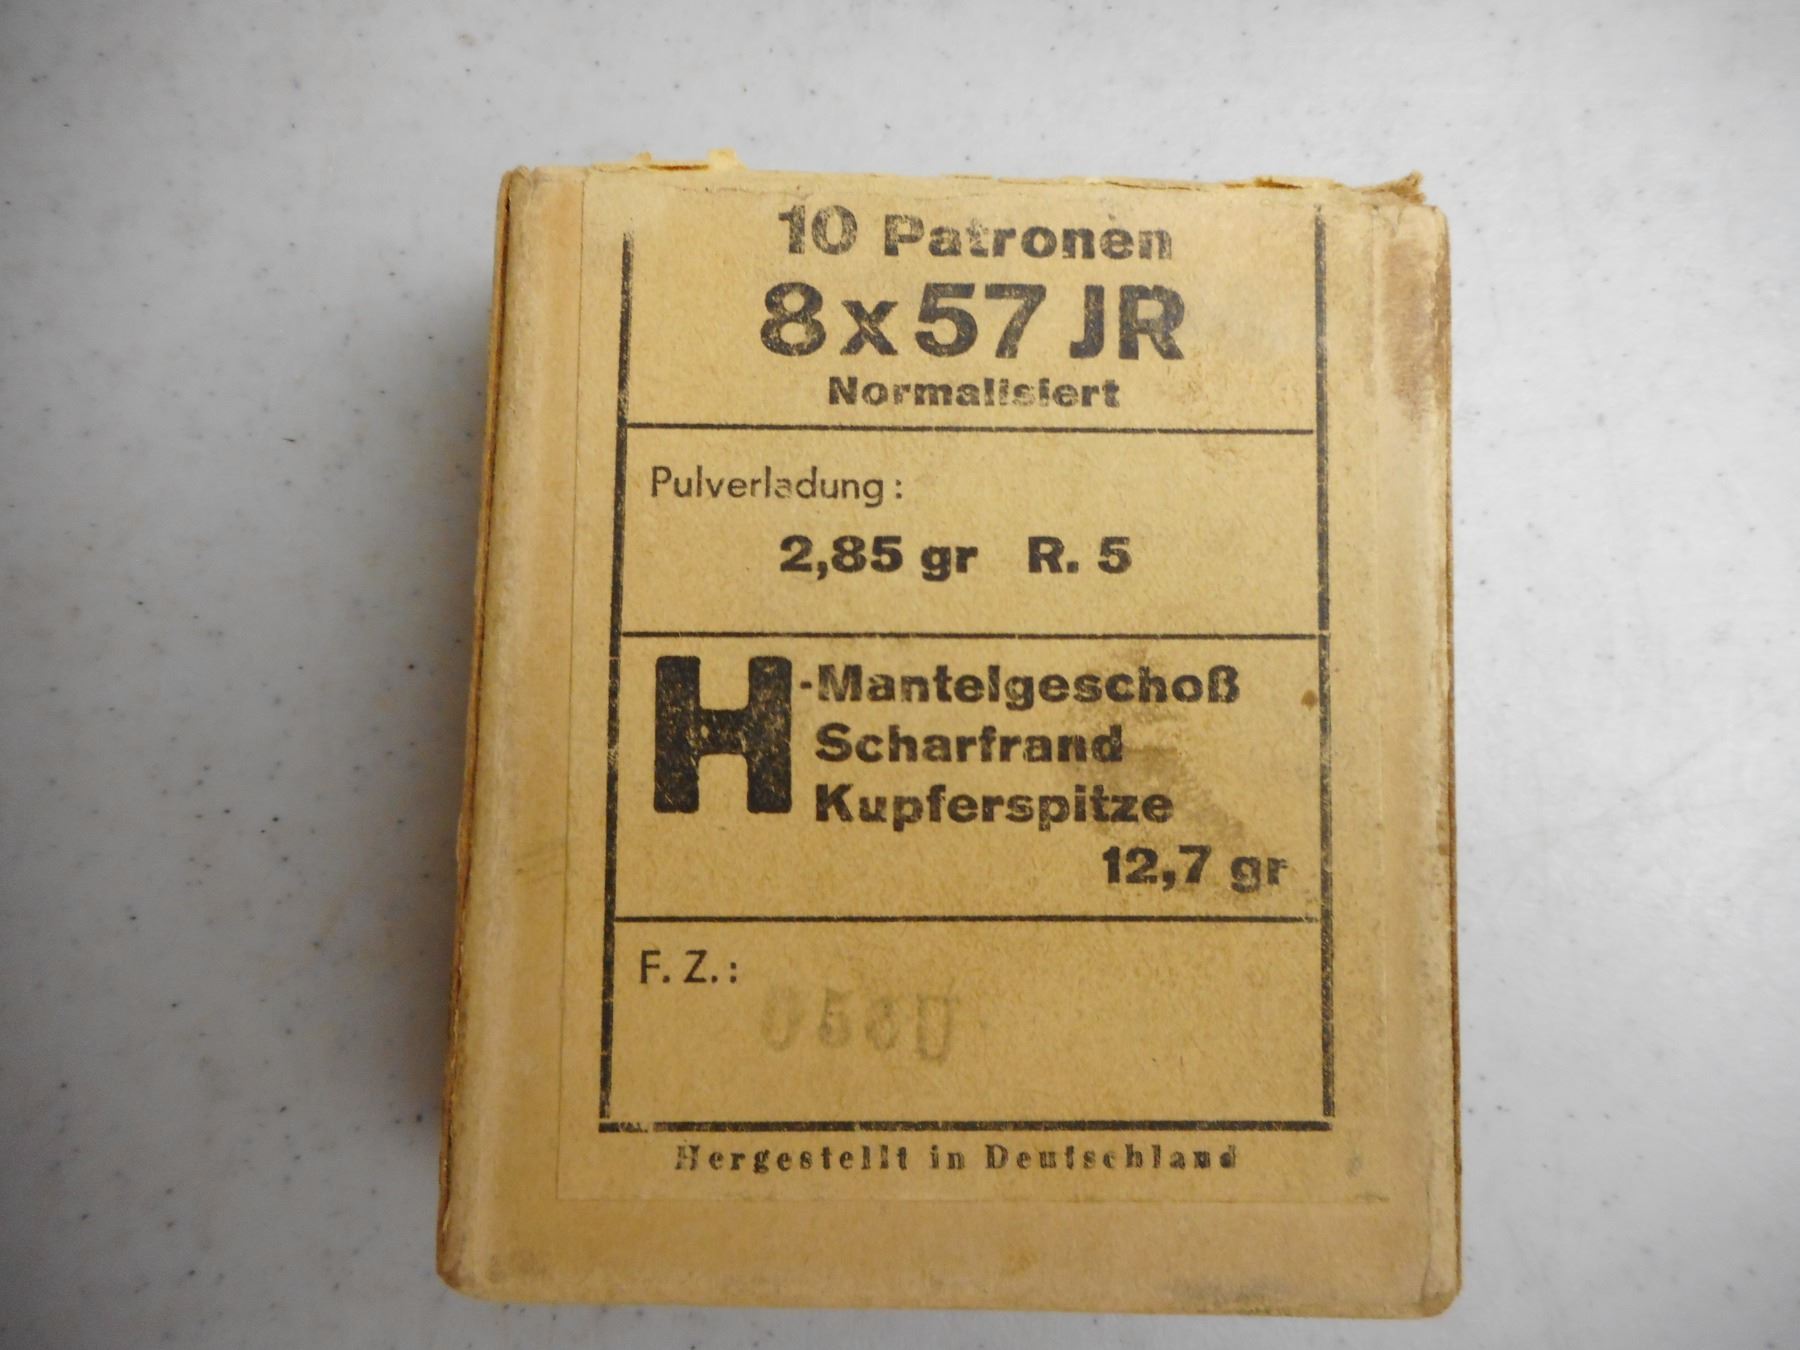 10 Patronen
8x57 JR
Normalisiert
Pulverladung:
2,85 gr R. 5
H-Mantelgeschoß
Scharfrand
Kupferspitze
12,7 gr
F. Z.:
Hergestellt in Deutschland